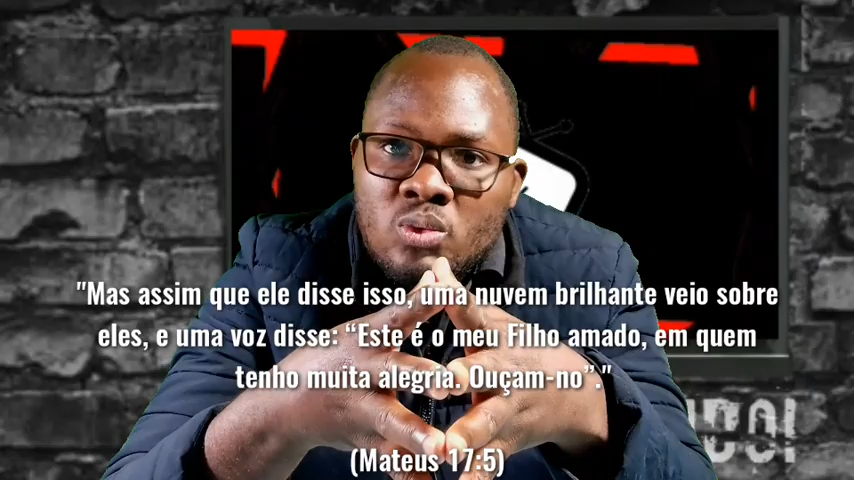 "Mas assim que ele disse isso, uma nuvem brilhante veio sobre
eles, e uma voz disse: “Este é o meu Filho amado, em quem
tenho muita alegria. Ouçam-no”."
(Mateus 17:5)